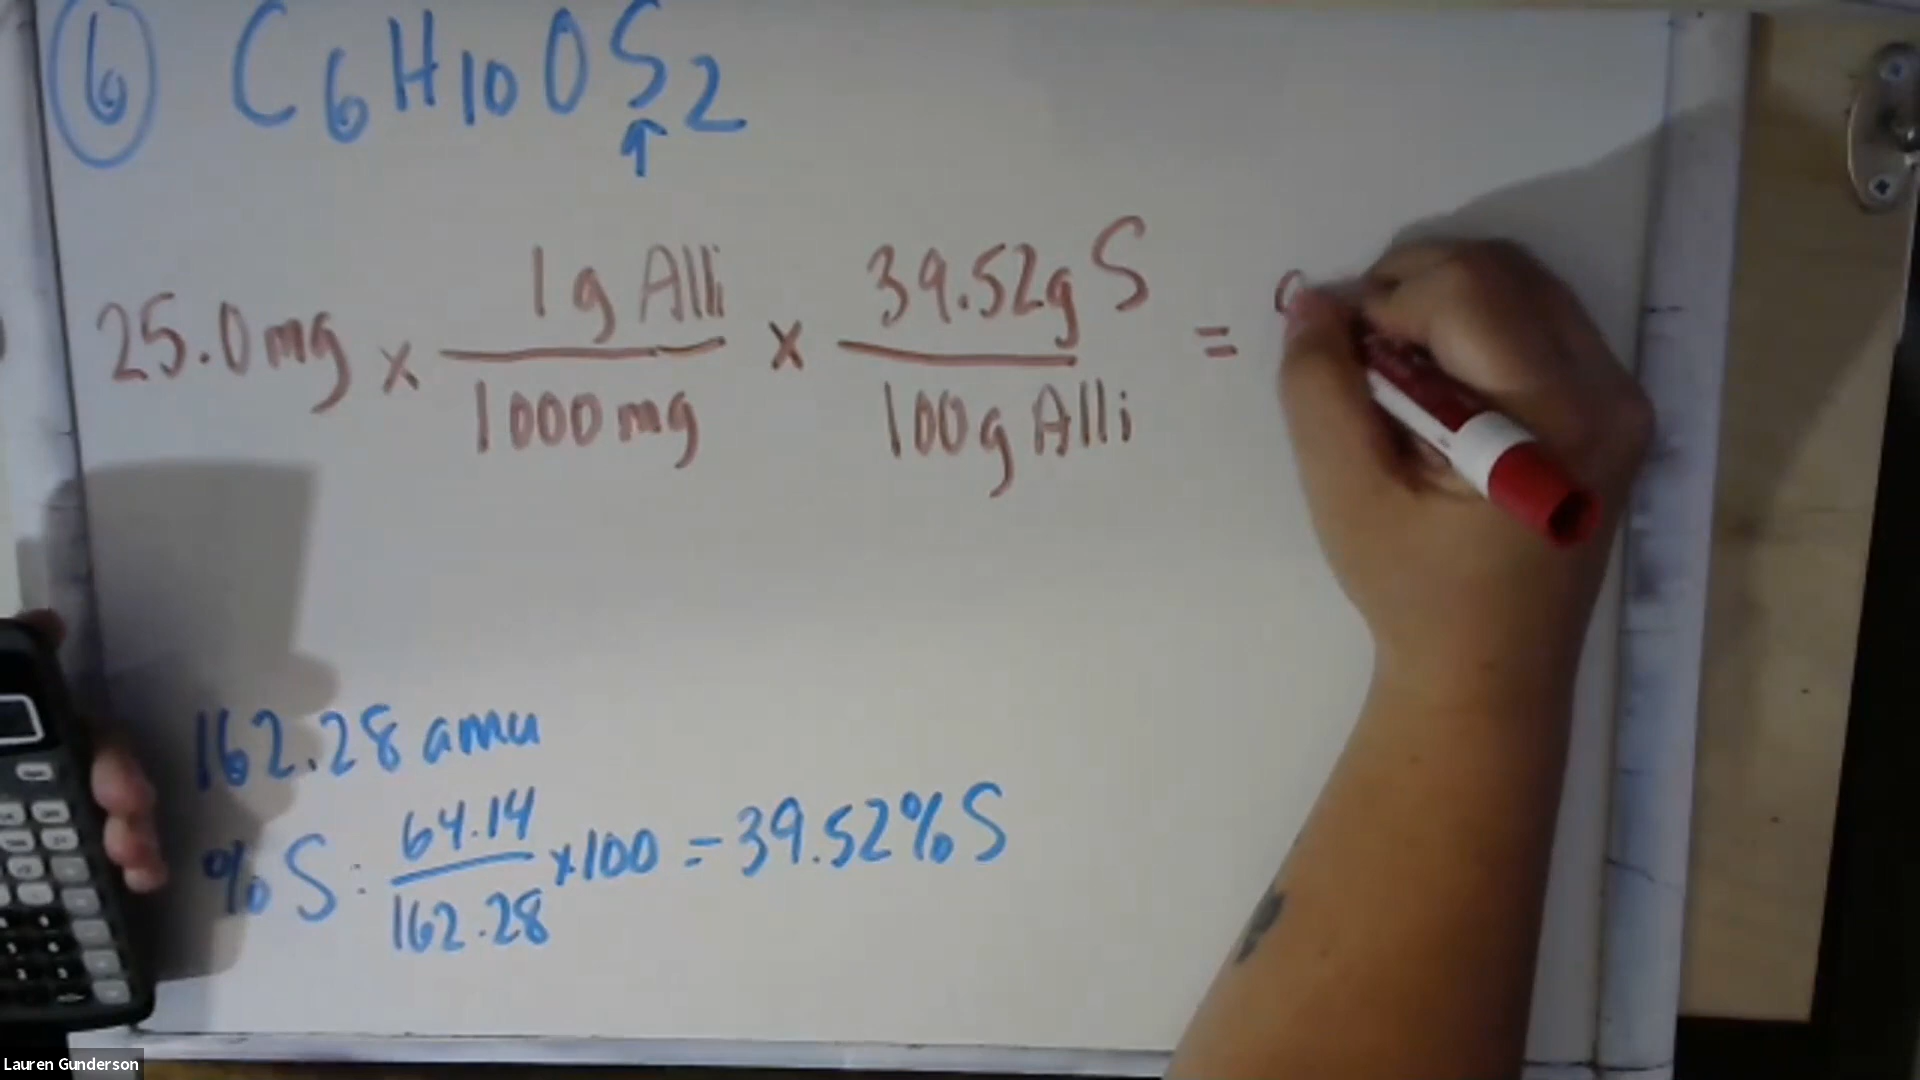 6 C6H10OS2
25.0mg x 1g Alli / 1000mg x 39.52g S / 100g Alli =
162.28 amu
% S: 64.14 / 162.28 x100 = 39.52% S
Lauren Gunderson